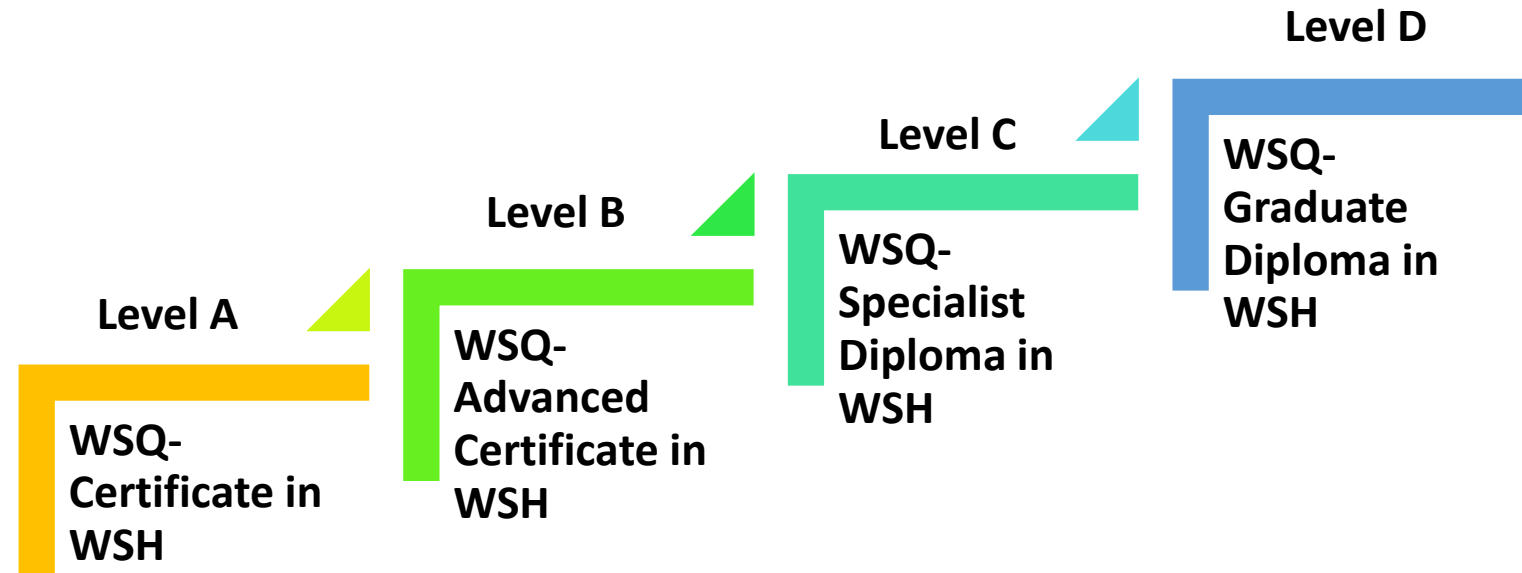 Level A
WSQ-
Certificate in
WSH
Level B
WSQ-
Advanced
Certificate in
WSH
Level C
WSQ-
Specialist
Diploma in
WSH
Level D
WSQ-
Graduate
Diploma in
WSH